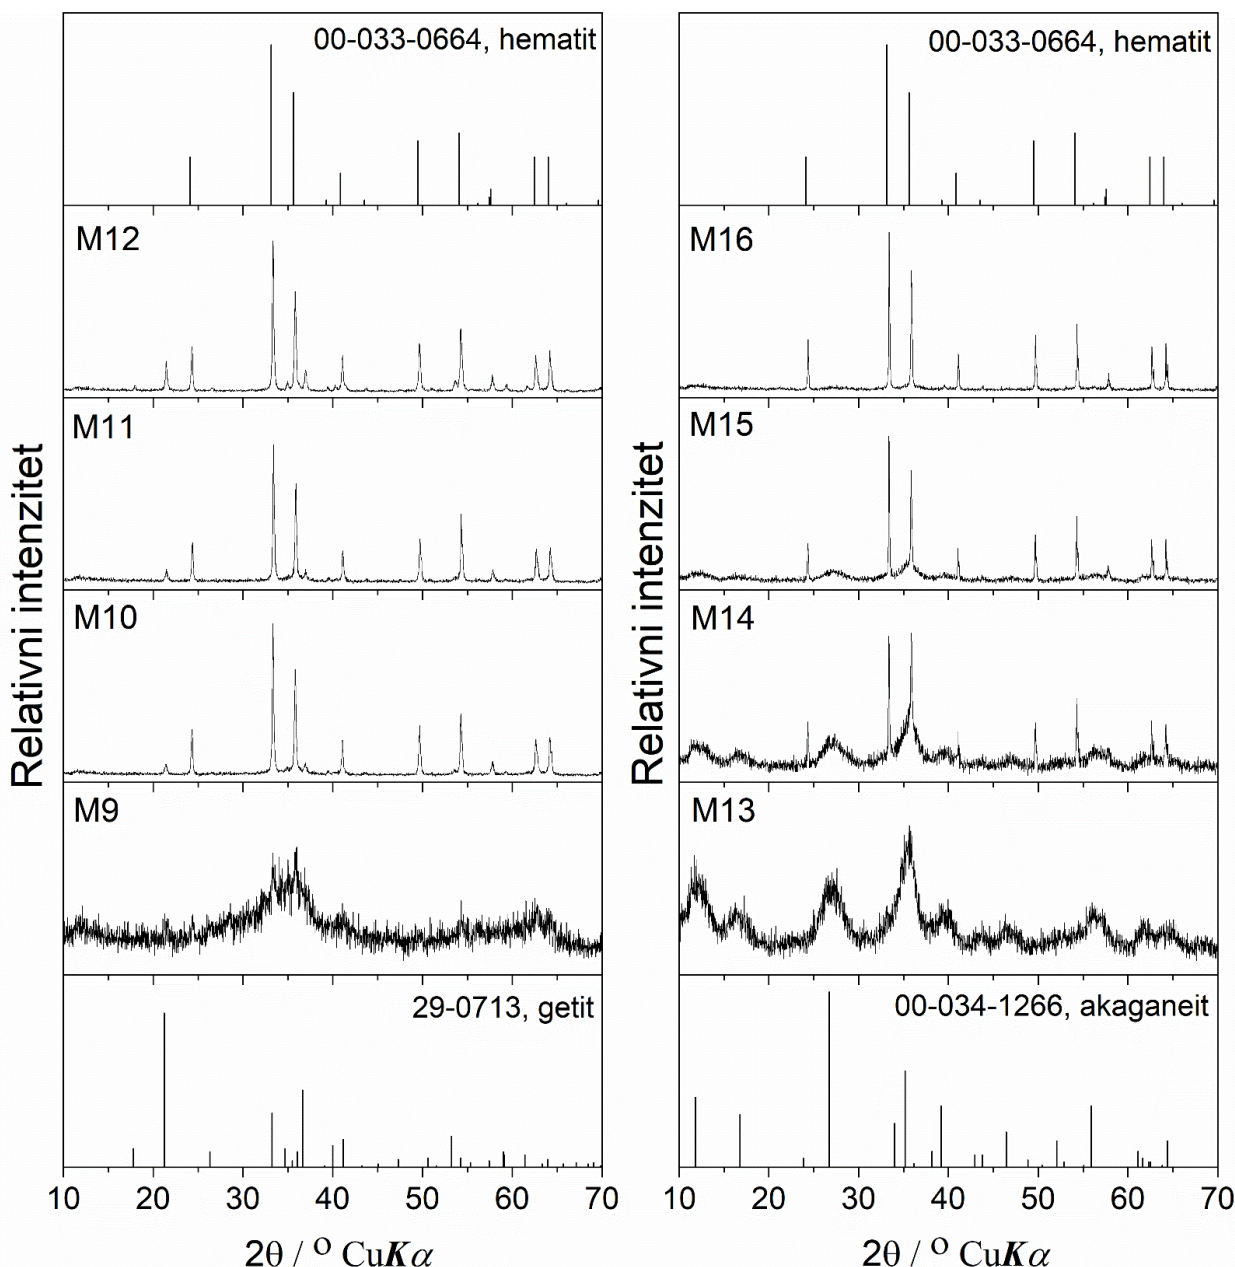 00-033-0664, hematit
M12
M11
M10
M9
29-0713, getit
Relativni intenzitet
10 20 30 40 50 60 70
2θ / ° CuKα
00-033-0664, hematit
M16
M15
M14
M13
00-034-1266, akaganeit
Relativni intenzitet
10 20 30 40 50 60 70
2θ / ° CuKα